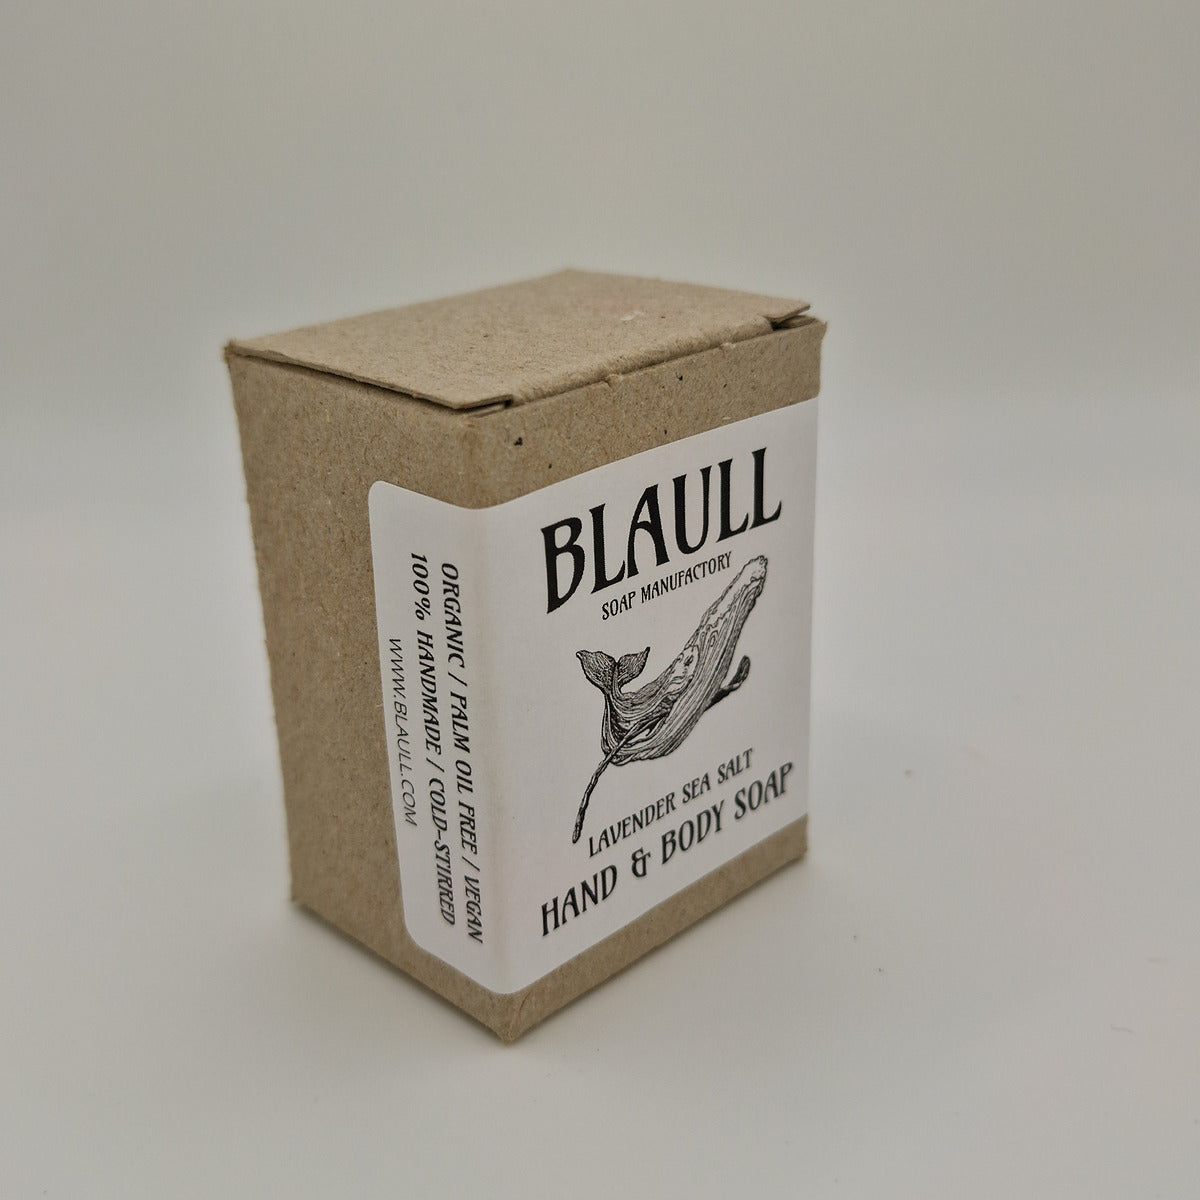 BLAULL
SOAP MANUFACTORY
LAVENDER SEA SALT
HAND & BODY SOAP
ORGANIC / PALM OIL FREE / VEGAN
100% HANDMADE / COLD-STIRRED
WWW.BLAULL.COM